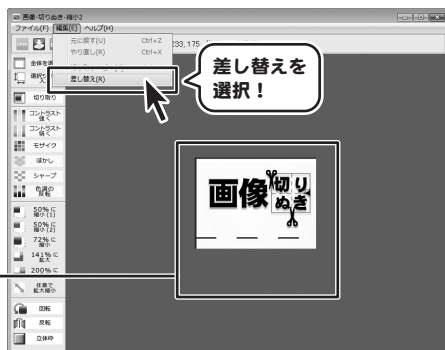 画像-切りぬき-縮小2
ファイル(F) 編集(E) ヘルプ(H)
元に戻す(U) Ctrl+Z
やり直し(R) Ctrl+X
233, 175
差し替え(R)
差し替えを
選択！
全体を
選択
切り取り
コントラスト
強く
コントラスト
弱く
モザイク
ぼかし
シャープ
色調の
反転
50%に
縮小(1)
50%に
縮小(2)
72%に
縮小
141%に
拡大
200%に
任意で
拡大縮小
回転
反転
立体枠
画像切り
ぬき